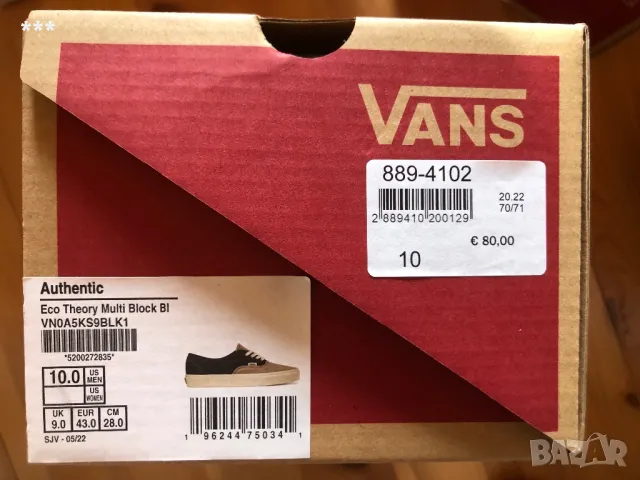 ***
VANS
889-4102
2 889410 200129
20.22
70/71
€ 80,00
10
Authentic
Eco Theory Multi Block Bl
VN0A5KS9BLK1
*5200272835*
10.0 US MEN
US WOMEN
UK 9.0 EUR 43.0 CM 28.0
SJV - 05/22
1 96244 75034 1
BAZAR